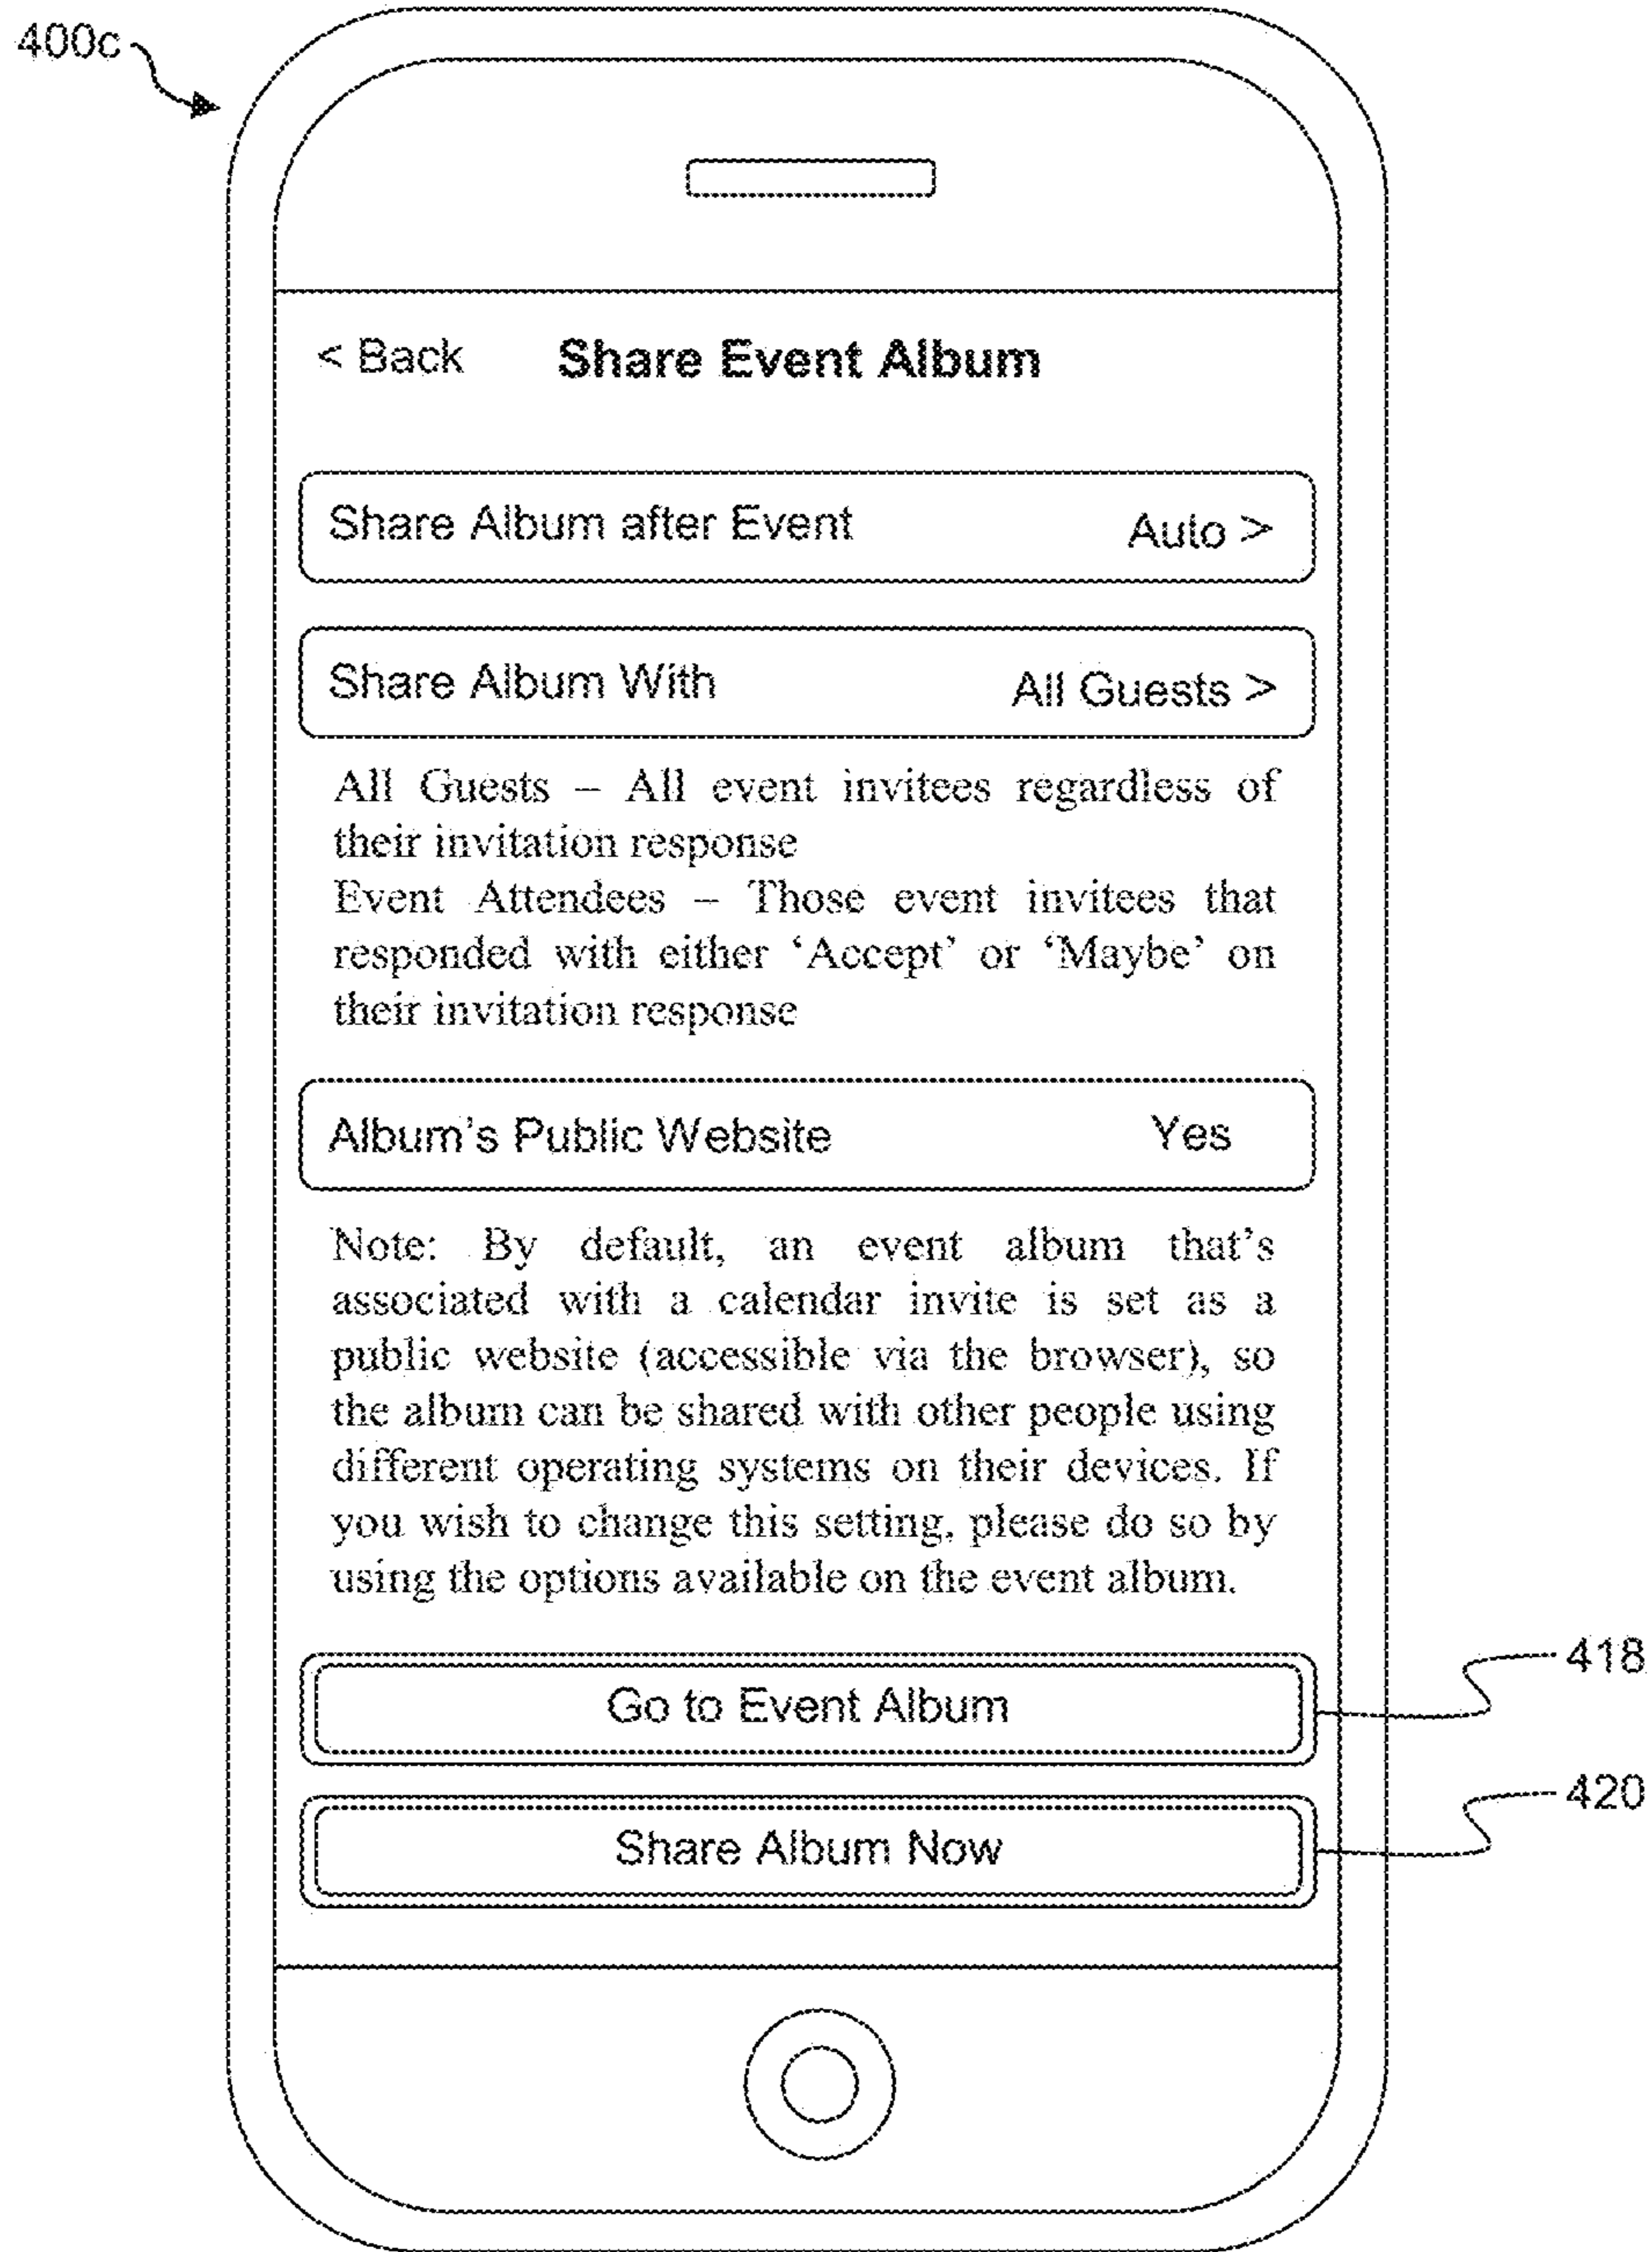 400c
< Back Share Event Album
Share Album after Event Auto >
Share Album With All Guests >
All Guests – All event invitees regardless of
their invitation response
Event Attendees – Those event invitees that
responded with either ‘Accept’ or ‘Maybe’ on
their invitation response
Album's Public Website Yes
Note: By default, an event album that's
associated with a calendar invite is set as a
public website (accessible via the browser), so
the album can be shared with other people using
different operating systems on their devices. If
you wish to change this setting, please do so by
using the options available on the event album.
418
Go to Event Album
420
Share Album Now